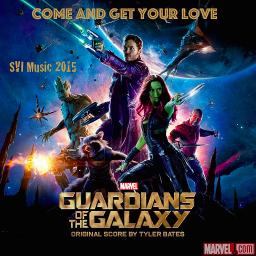 COME AND GET YOUR LOVE
SVI Music 2015
MARVEL
GUARDIANS
OF THE GALAXY
ORIGINAL SCORE BY TYLER BATES
MARVEL.com